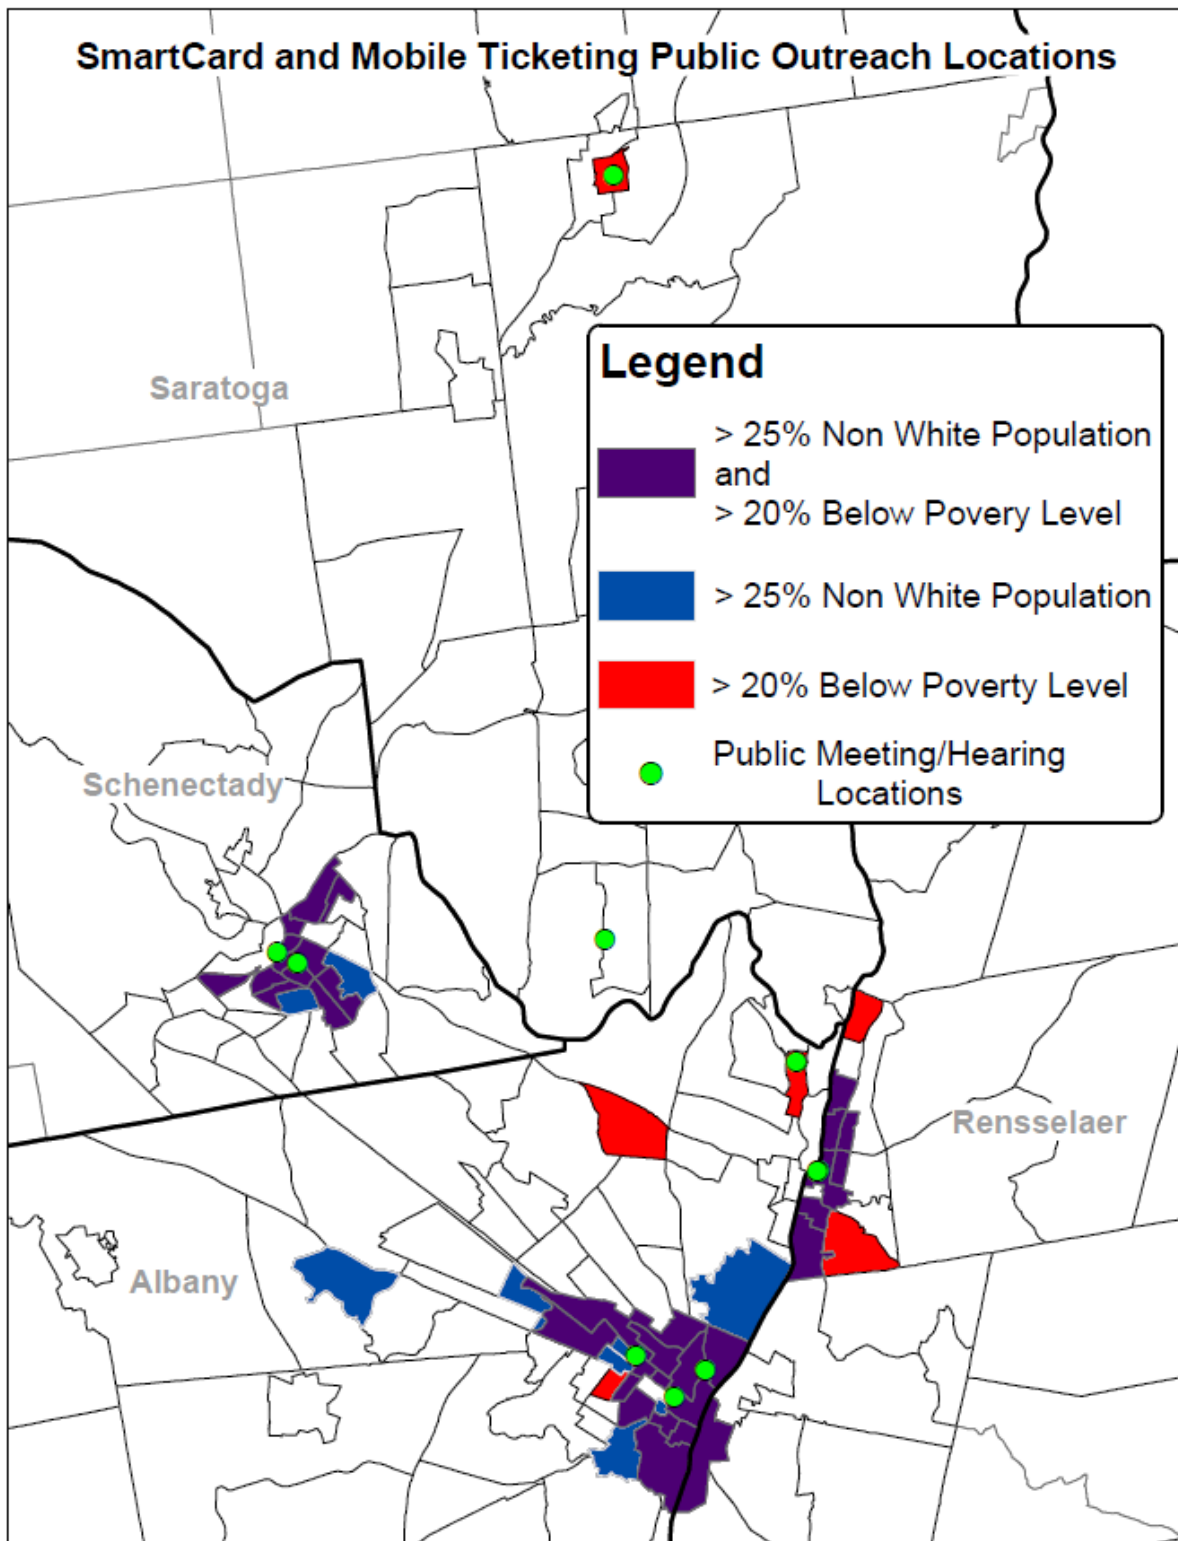 SmartCard and Mobile Ticketing Public Outreach Locations
Saratoga
Legend
> 25% Non White Population
and
> 20% Below Povery Level
> 25% Non White Population
> 20% Below Poverty Level
Public Meeting/Hearing
Locations
Schenectady
Rensselaer
Albany